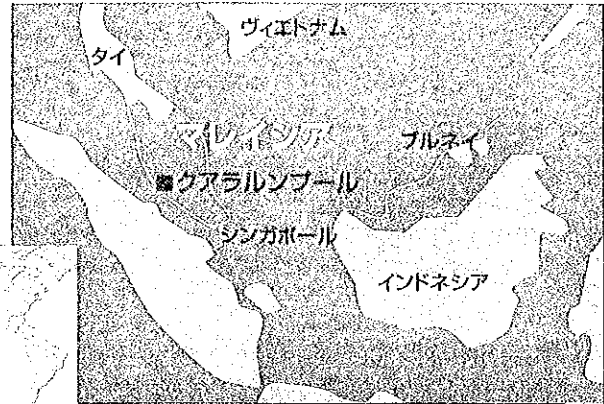 ヴィエトナム
タイ
マレイシア
ブルネイ
クアラルンプール
シンガポール
インドネシア